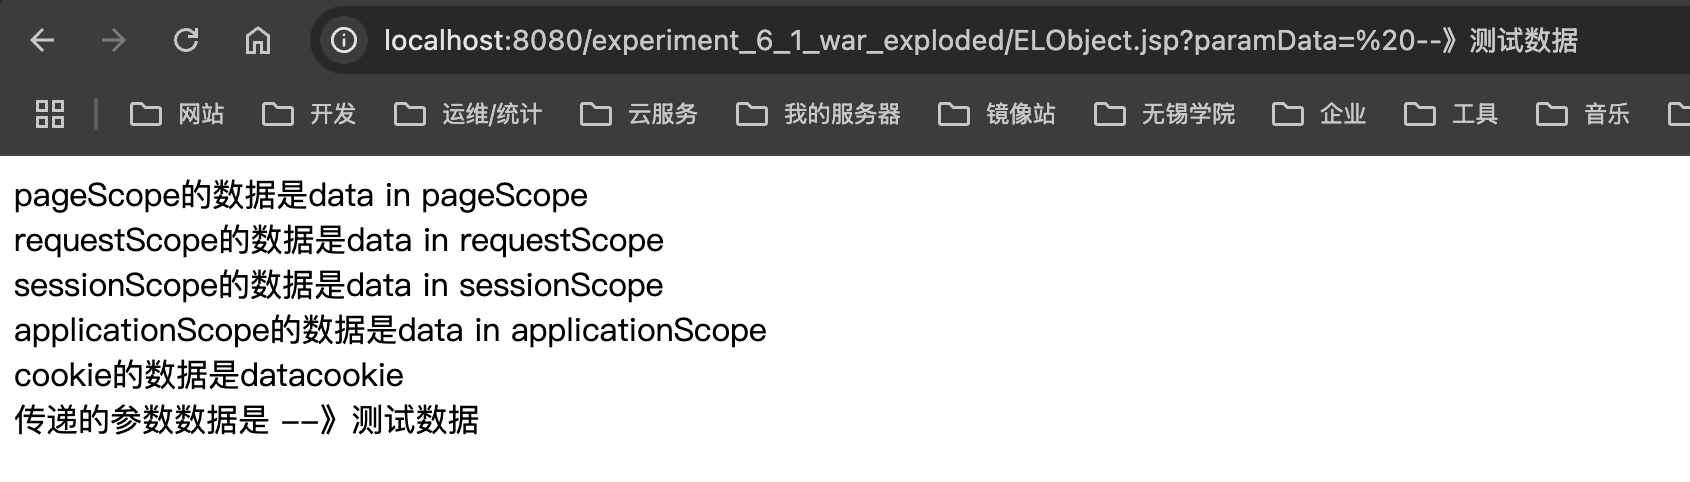 localhost:8080/experiment_6_1_war_exploded/ELObject.jsp?paramData=%20--》测试数据
网站 开发 运维/统计 云服务 我的服务器 镜像站 无锡学院 企业 工具 音乐
pageScope的数据是data in pageScope
requestScope的数据是data in requestScope
sessionScope的数据是data in sessionScope
applicationScope的数据是data in applicationScope
cookie的数据是datacookie
传递的参数数据是 --》测试数据